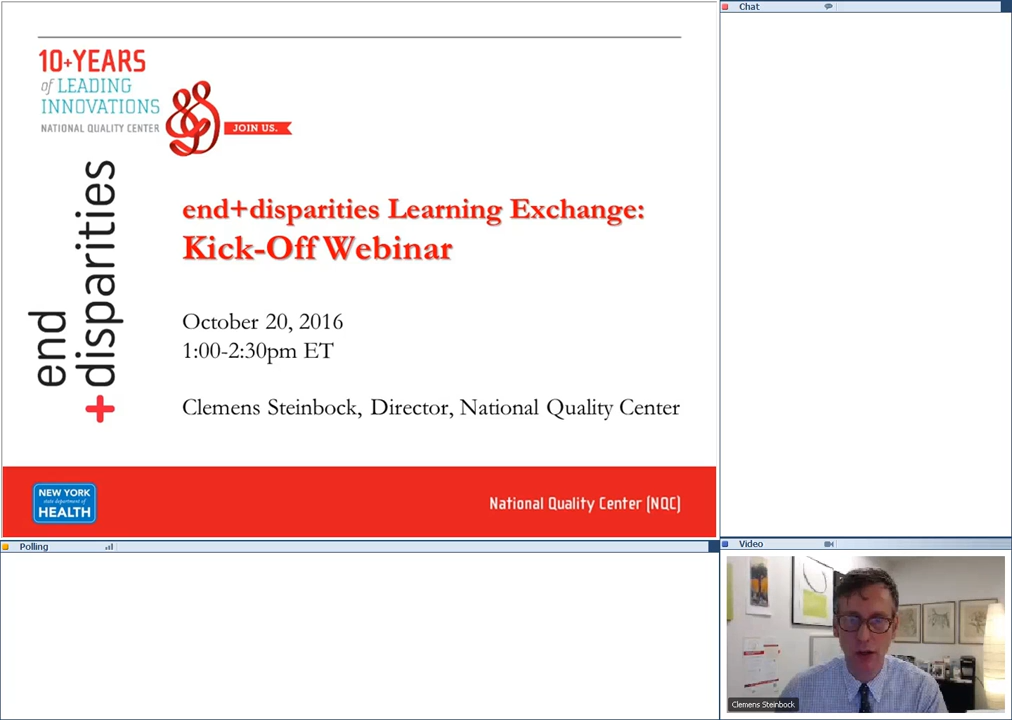 Chat
10+YEARS
of LEADING
INNOVATIONS
NATIONAL QUALITY CENTER
JOIN US.
end
+disparities
end+disparities Learning Exchange:
Kick-Off Webinar
October 20, 2016
1:00-2:30pm ET
Clemens Steinbock, Director, National Quality Center
NEW YORK
state department of
HEALTH
National Quality Center (NQC)
Polling
Video
Clemens Steinbock